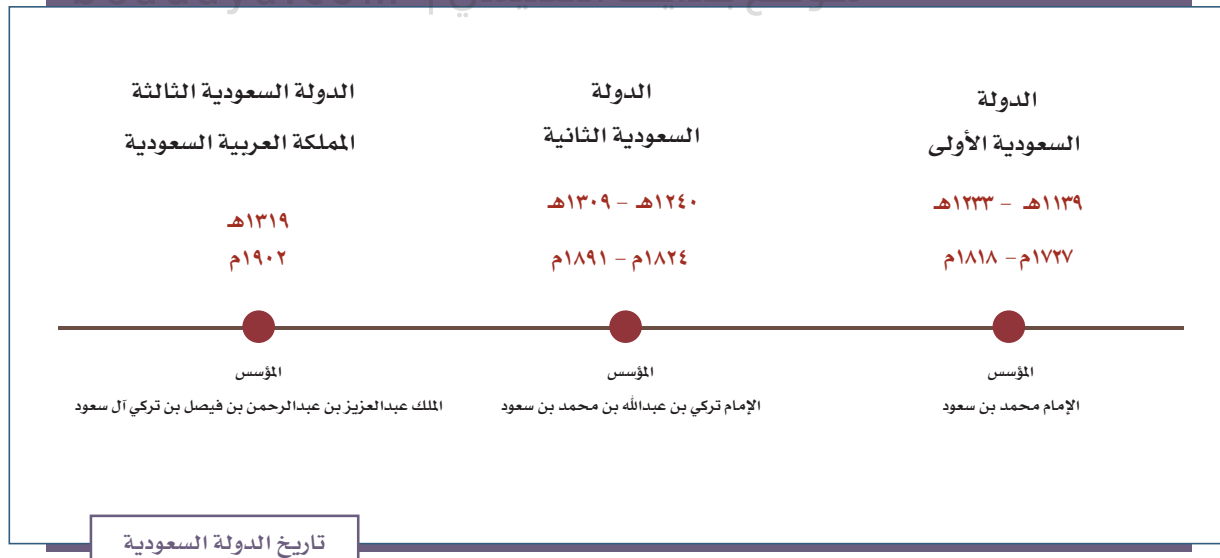 الدولة
السعودية الأولى
١١٣٩هـ – ١٢٣٣هـ
١٧٢٧م – ١٨١٨م
المؤسس
الإمام محمد بن سعود
الدولة
السعودية الثانية
١٢٤٠هـ – ١٣٠٩هـ
١٨٢٤م – ١٨٩١م
المؤسس
الإمام تركي بن عبدالله بن محمد بن سعود
الدولة السعودية الثالثة
المملكة العربية السعودية
١٣١٩هـ
١٩٠٢م
المؤسس
الملك عبدالعزيز بن عبدالرحمن بن فيصل بن تركي آل سعود
تاريخ الدولة السعودية